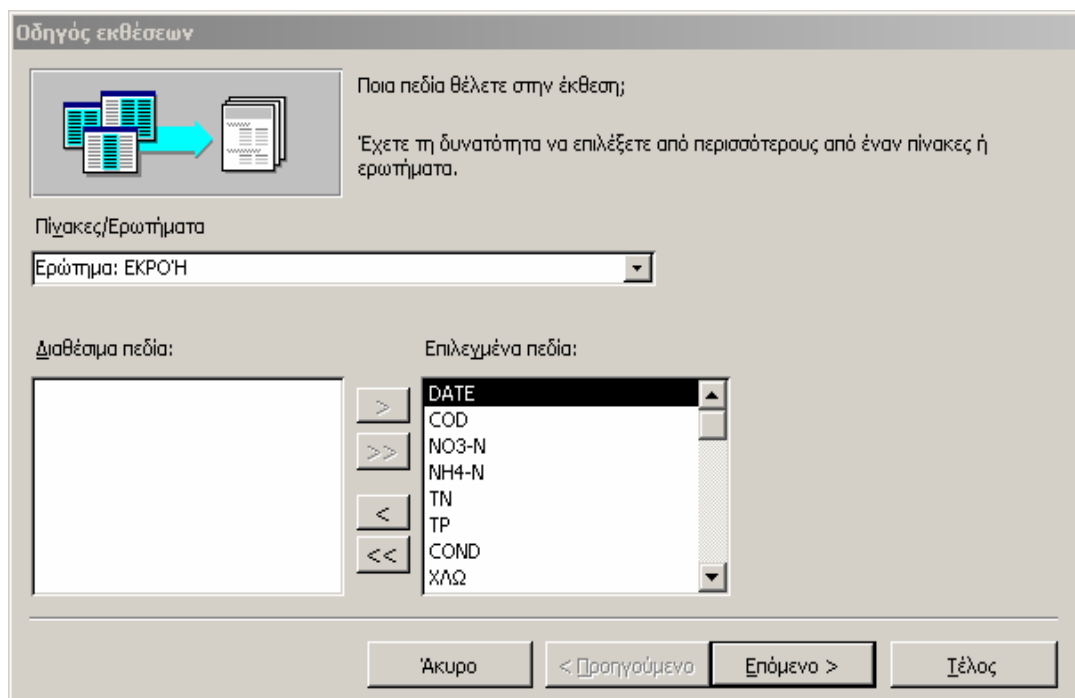 Οδηγός εκθέσεων
Ποια πεδία θέλετε στην έκθεση;
Έχετε τη δυνατότητα να επιλέξετε από περισσότερους από έναν πίνακες ή
ερωτήματα.
Πίνακες/Ερωτήματα
Ερώτημα: ΕΚΡΟΉ
Διαθέσιμα πεδία:
Επιλεγμένα πεδία:
>
>>
<
<<
DATE
COD
NO3-N
NH4-N
TN
TP
COND
ΧΛΩ
Άκυρο
< Προηγούμενο
Επόμενο >
Τέλος